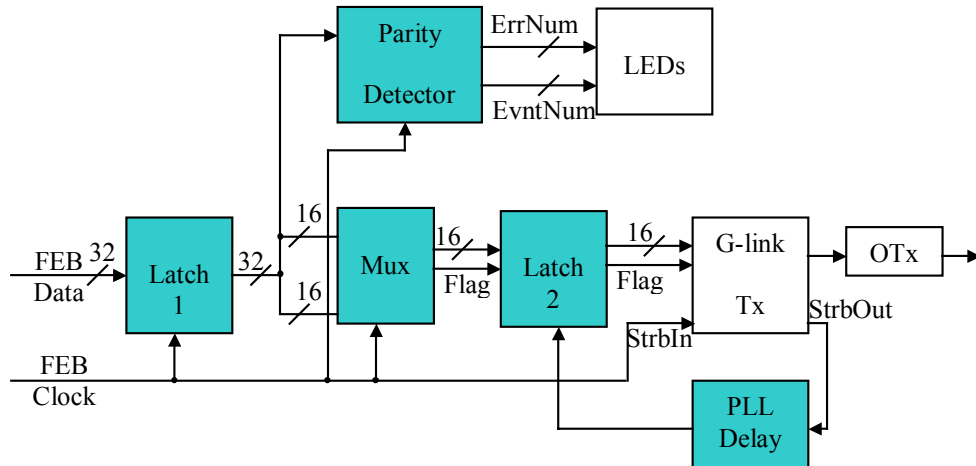 Parity
Detector
ErrNum
EvntNum
LEDs
FEB
Data
32
Latch
1
32
16
16
Mux
16
Flag
Latch
2
16
Flag
G-link
Tx
OTx
StrbOut
StrbIn
FEB
Clock
PLL
Delay